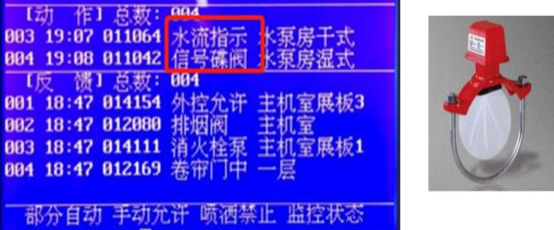 【动 作】总数: 004
003 19:07 011064 水流指示 水泵房干式
004 19:08 011042 信号碟阀 水泵房湿式
【反 馈】总数: 004
001 18:47 014154 外控允许 主机室展板3
002 18:47 012080 排烟阀 主机室
003 18:47 014111 消火栓泵 主机室展板1
004 18:47 012169 卷帘门中 一层
部分自动 手动允许 喷洒禁止 监控状态